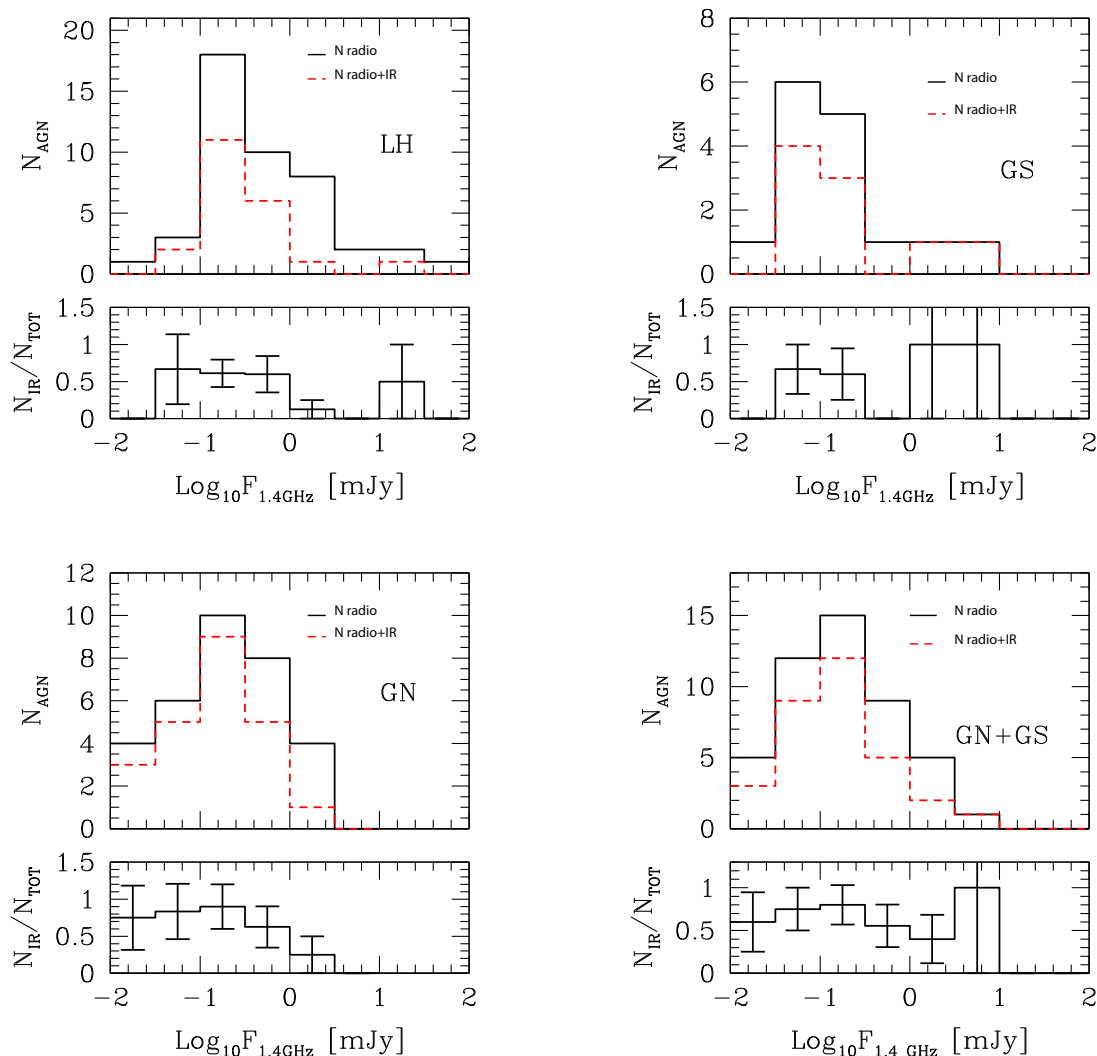 20
15
10
5
0
N_AGN
N radio
N radio+IR
LH
1.5
1
0.5
0
N_IR/N_TOT
−2 −1 0 1 2
Log₁₀F₁.₄GHz [mJy]
8
6
4
2
0
N_AGN
N radio
N radio+IR
GS
1.5
1
0.5
0
N_IR/N_TOT
−2 −1 0 1 2
Log₁₀F₁.₄GHz [mJy]
12
10
8
6
4
2
0
N_AGN
N radio
N radio+IR
GN
1.5
1
0.5
0
N_IR/N_TOT
−2 −1 0 1 2
Log₁₀F₁.₄GHz [mJy]
15
10
5
0
N_AGN
N radio
N radio+IR
GN+GS
1
0.5
0
N_IR/N_TOT
−2 −1 0 1 2
Log₁₀F₁.₄ GHz [mJy]